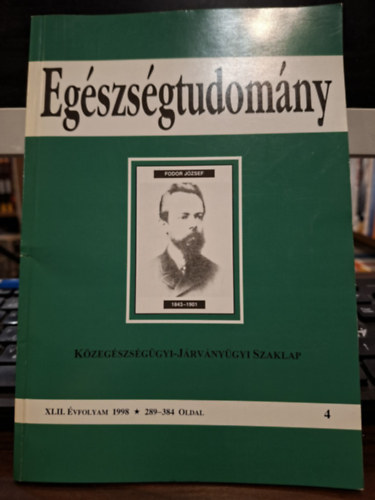 Egészségtudomány
FODOR JÓZSEF
1843–1901
KÖZEGÉSZSÉGÜGYI-JÁRVÁNYÜGYI SZAKLAP
XLII. ÉVFOLYAM 1998 ★ 289–384 OLDAL 4